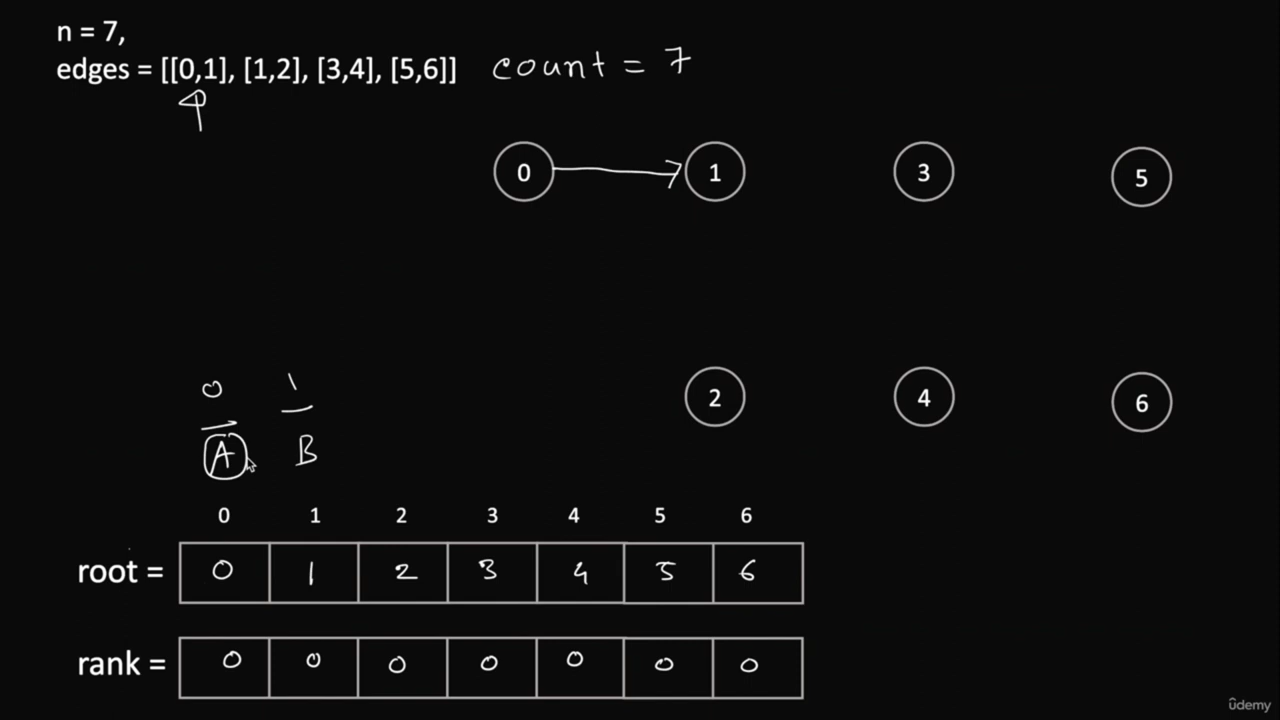 n = 7,
edges = [[0,1], [1,2], [3,4], [5,6]] count = 7
0 1 3 5
2 4 6
0 1
A B
0 1 2 3 4 5 6
root = 0 1 2 3 4 5 6
rank = 0 0 0 0 0 0 0
ûdemy